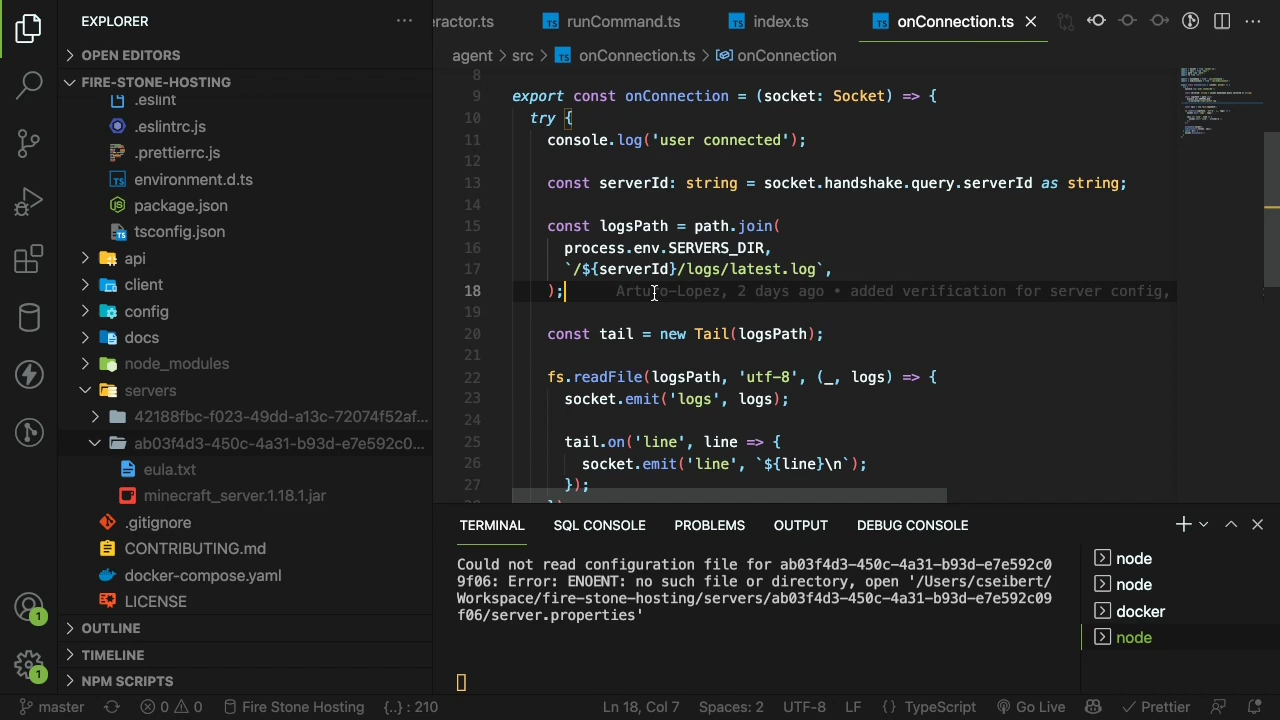 EXPLORER
OPEN EDITORS
FIRE-STONE-HOSTING
.eslint
.eslintrc.js
.prettierrc.js
environment.d.ts
package.json
tsconfig.json
api
client
config
docs
node_modules
servers
42188fbc-f023-49dd-a13c-72074f52af...
ab03f4d3-450c-4a31-b93d-e7e592c0...
eula.txt
minecraft_server.1.18.1.jar
.gitignore
CONTRIBUTING.md
docker-compose.yaml
LICENSE
OUTLINE
TIMELINE
NPM SCRIPTS
1
1
eractor.ts
TS runCommand.ts
TS index.ts
TS onConnection.ts
agent > src > TS onConnection.ts > onConnection
8
9 export const onConnection = (socket: Socket) => {
10 try {
11 console.log('user connected');
12
13 const serverId: string = socket.handshake.query.serverId as string;
14
15 const logsPath = path.join(
16 process.env.SERVERS_DIR,
17 `/${serverId}/logs/latest.log`,
18 ); Arturo-Lopez, 2 days ago • added verification for server config,
19
20 const tail = new Tail(logsPath);
21
22 fs.readFile(logsPath, 'utf-8', (_, logs) => {
23 socket.emit('logs', logs);
24
25 tail.on('line', line => {
26 socket.emit('line', `${line}\n`);
27 });
TERMINAL SQL CONSOLE PROBLEMS OUTPUT DEBUG CONSOLE
Could not read configuration file for ab03f4d3-450c-4a31-b93d-e7e592c0
9f06: Error: ENOENT: no such file or directory, open '/Users/cseibert/
Workspace/fire-stone-hosting/servers/ab03f4d3-450c-4a31-b93d-e7e592c09
f06/server.properties'
node
node
docker
node
master 0 0 Fire Stone Hosting {..} : 210 Ln 18, Col 7 Spaces: 2 UTF-8 LF {} TypeScript Go Live Prettier